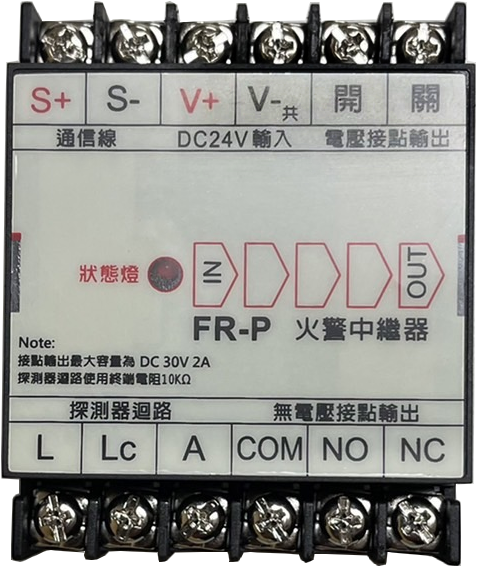 S+ S- V+ V-共 開 關
通信線 DC24V輸入 電壓接點輸出
狀態燈 IN OUT
FR-P 火警中繼器
Note:
接點輸出最大容量為 DC 30V 2A
探測器迴路使用終端電阻10KΩ
探測器迴路 無電壓接點輸出
L Lc A COM NO NC